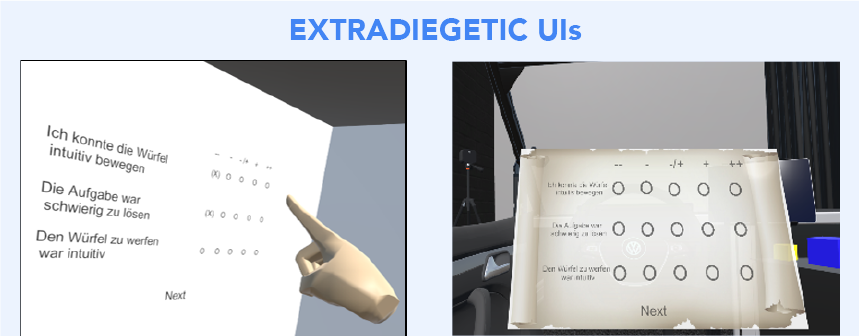 EXTRADIEGETIC UIs
Ich konnte die Würfel
intuitiv bewegen
Die Aufgabe war
schwierig zu lösen
Den Würfel zu werfen
war intuitiv
-- - -/+ + ++
(X) O O O O
(X) O O O O
O O O O O
Next
-- - -/+ + ++
Ich konnte die Würfel
intuitiv bewegen
Die Aufgabe war
schwierig zu lösen
Den Würfel zu werfen
war intuitiv
Next